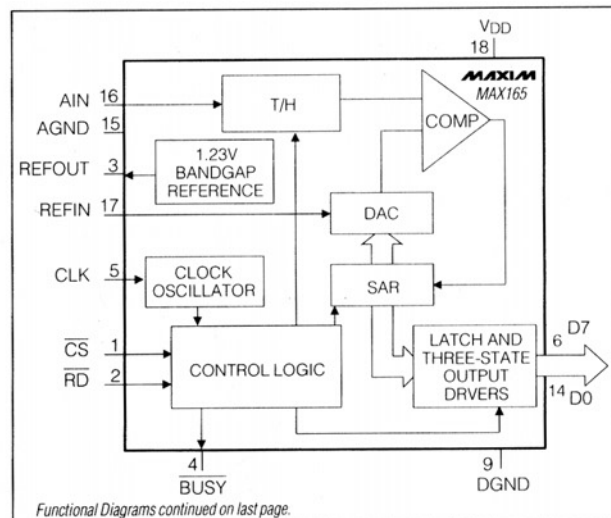 VDD
18
MAXIM
MAX165
AIN 16
T/H
COMP
AGND 15
REFOUT 3
1.23V
BANDGAP
REFERENCE
REFIN 17
DAC
CLK 5
CLOCK
OSCILLATOR
SAR
CS 1
RD 2
CONTROL LOGIC
LATCH AND
THREE-STATE
OUTPUT
DRVERS
6 D7
14 D0
4
BUSY
9
DGND
Functional Diagrams continued on last page.